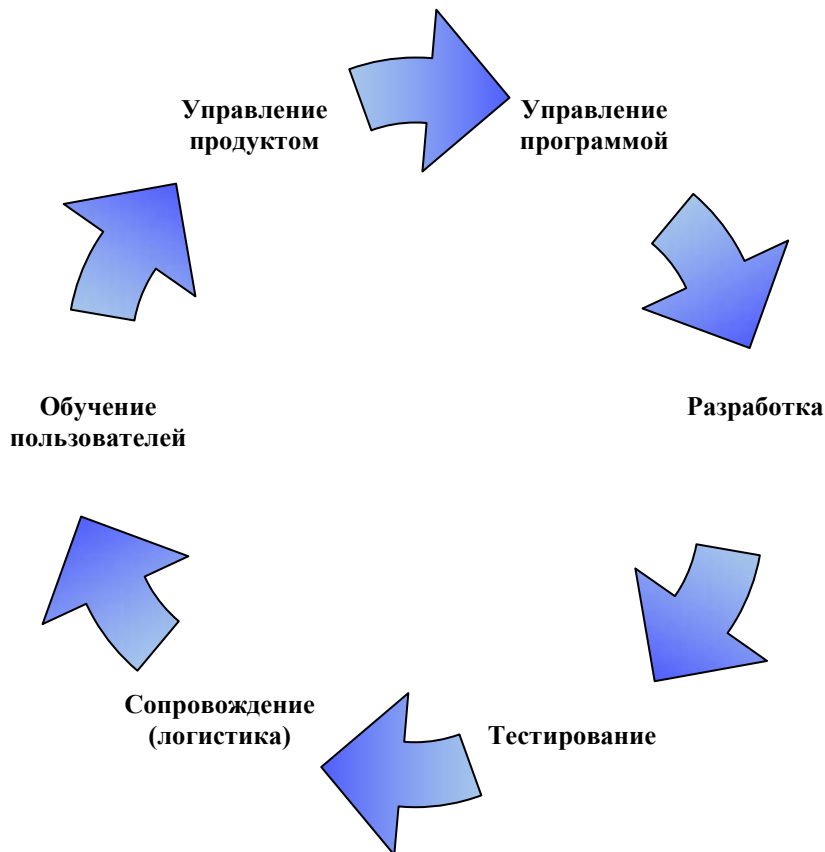 Управление
продуктом
Управление
программой
Разработка
Тестирование
Сопровождение
(логистика)
Обучение
пользователей